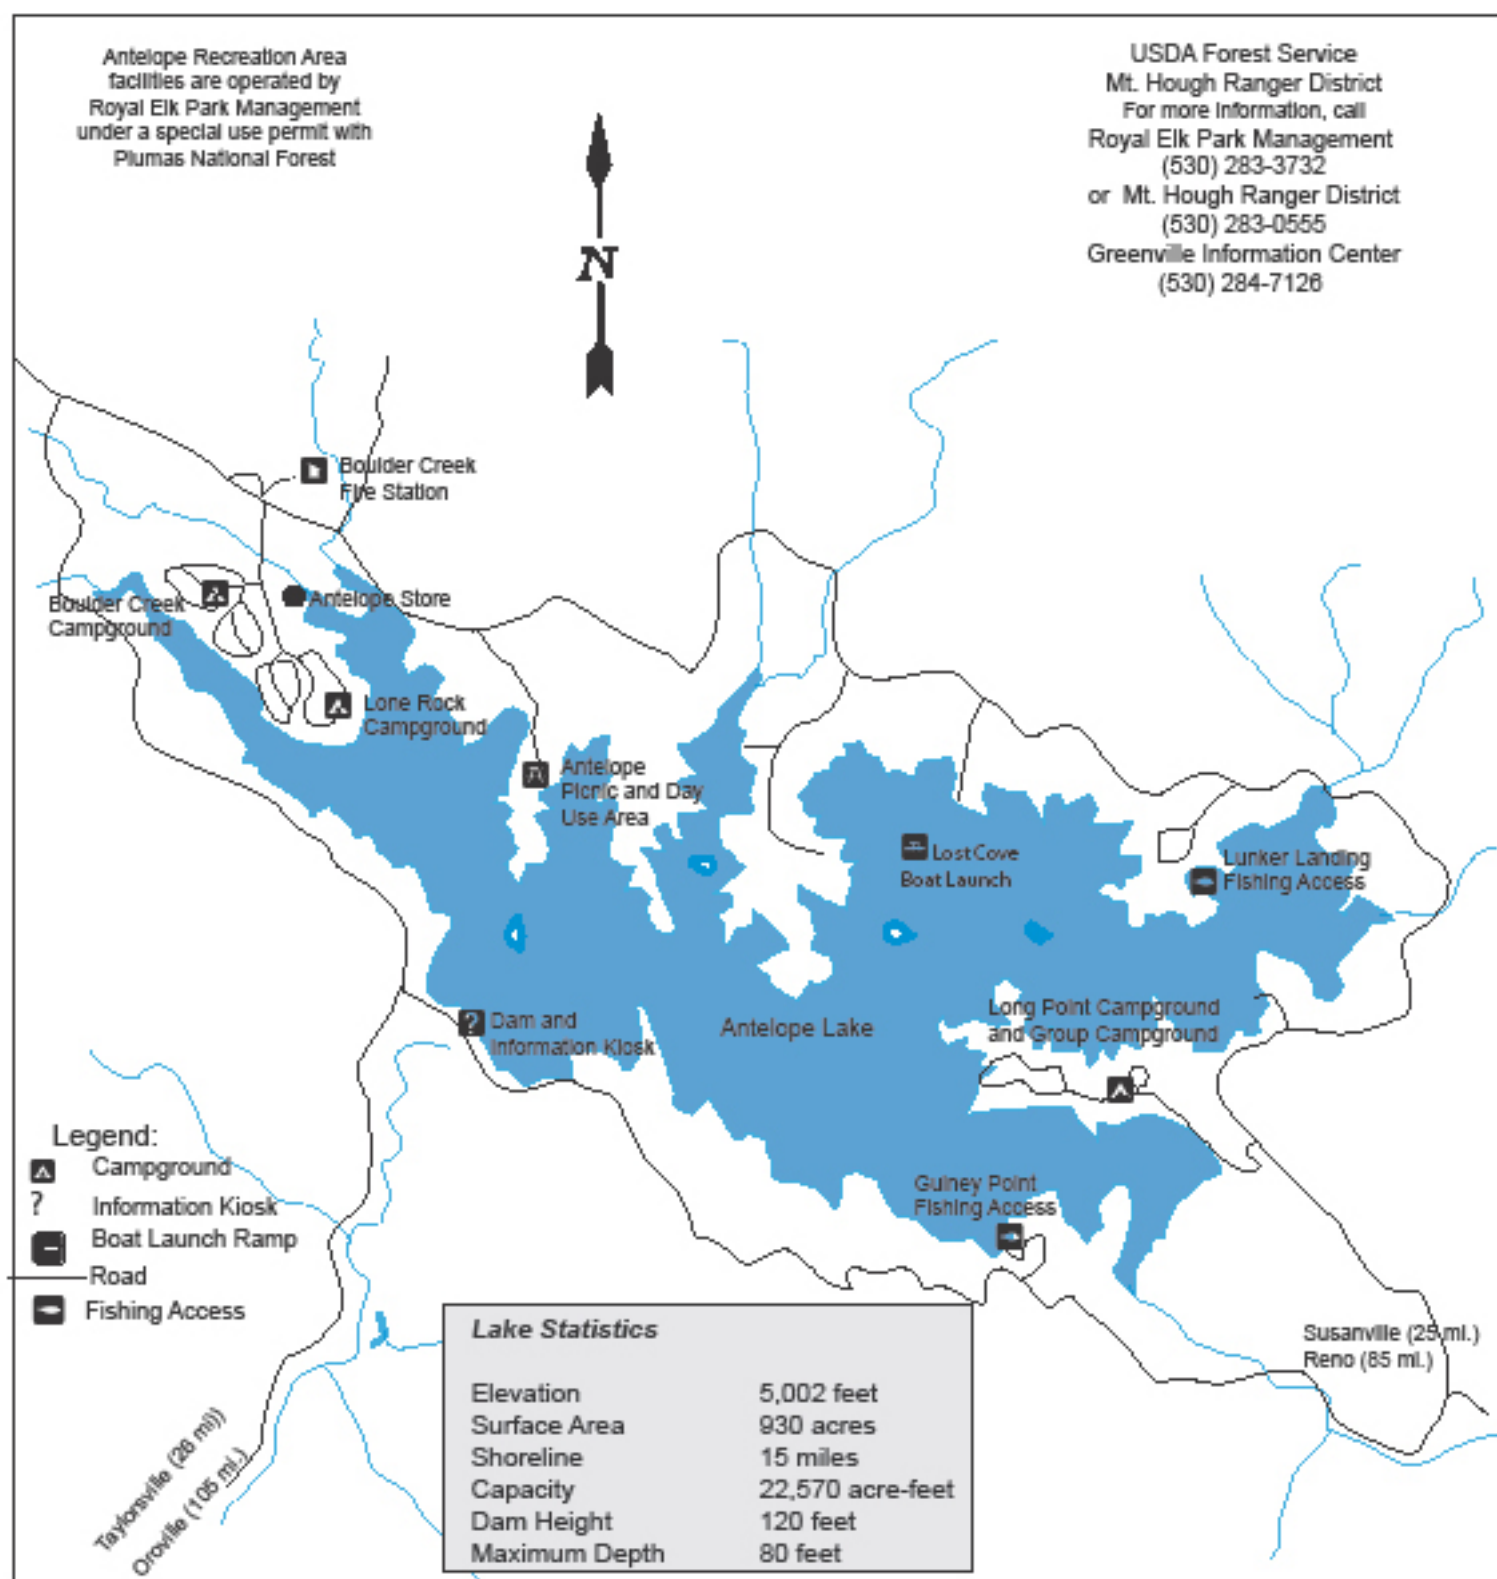 Antelope Recreation Area
facilities are operated by
Royal Elk Park Management
under a special use permit with
Plumas National Forest
USDA Forest Service
Mt. Hough Ranger District
For more information, call
Royal Elk Park Management
(530) 283-3732
or Mt. Hough Ranger District
(530) 283-0555
Greenville Information Center
(530) 284-7126
N
Boulder Creek
Fire Station
Boulder Creek
Campground
Antelope Store
Lone Rock
Campground
Antelope
Picnic and Day
Use Area
Lost Cove
Boat Launch
Lunker Landing
Fishing Access
Dam and
Information Kiosk
Antelope Lake
Long Point Campground
and Group Campground
Guiney Point
Fishing Access
Legend:
Campground
? Information Kiosk
Boat Launch Ramp
Road
Fishing Access
Susanville (25 mi.)
Reno (85 mi.)
Taylorsville (26 mi))
Oroville (105 mi.)
Lake Statistics
Elevation 5,002 feet
Surface Area 930 acres
Shoreline 15 miles
Capacity 22,570 acre-feet
Dam Height 120 feet
Maximum Depth 80 feet